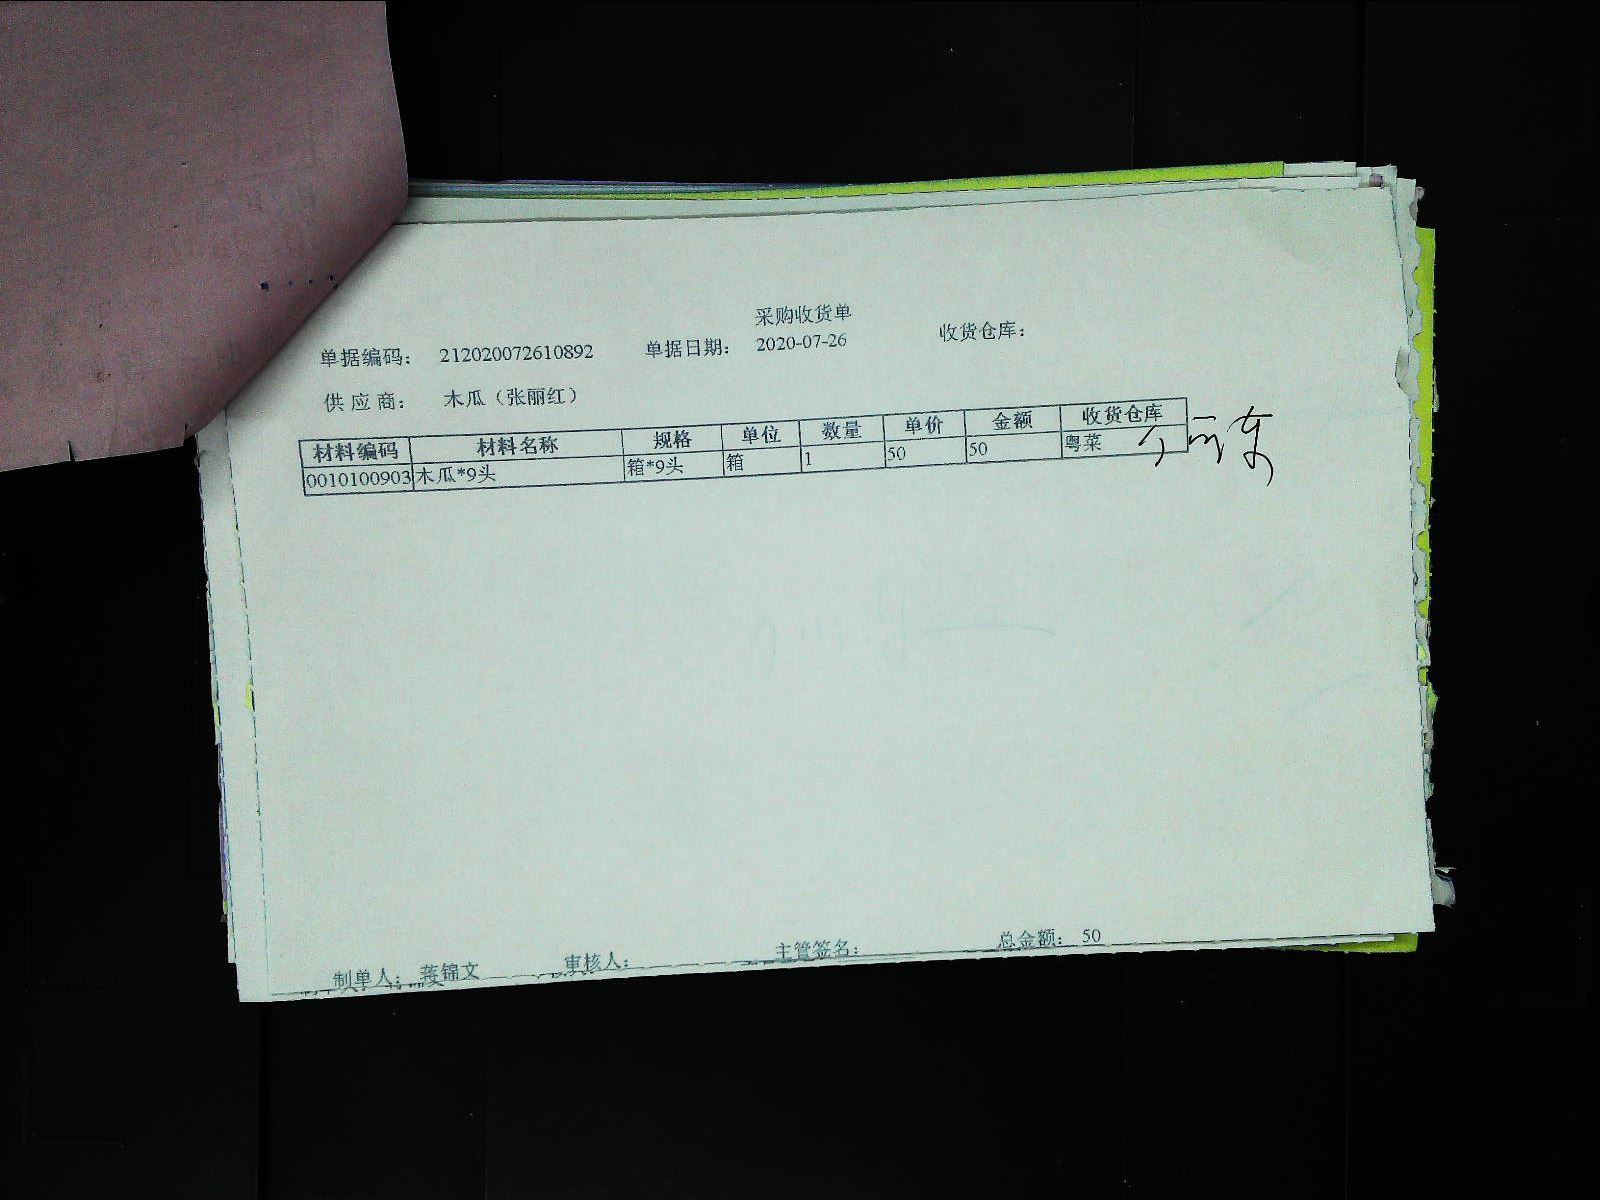 采购收货单
单据编码： 212020072610892 单据日期： 2020-07-26 收货仓库：
供应商： 木瓜（张丽红）
材料编码 材料名称 规格 单位 数量 单价 金额 收货仓库
0010100903 木瓜*9头 箱*9头 箱 1 50 50 粤菜
制单人： 蒋锦文 审核人： 主管签名： 总金额： 50